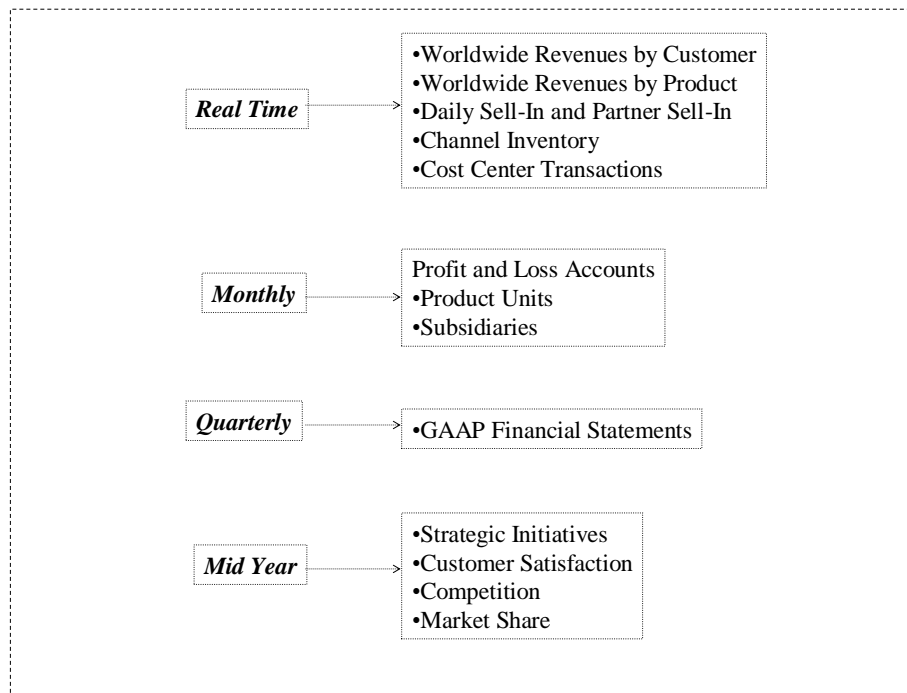 Real Time
•Worldwide Revenues by Customer
•Worldwide Revenues by Product
•Daily Sell-In and Partner Sell-In
•Channel Inventory
•Cost Center Transactions
Monthly
Profit and Loss Accounts
•Product Units
•Subsidiaries
Quarterly
•GAAP Financial Statements
Mid Year
•Strategic Initiatives
•Customer Satisfaction
•Competition
•Market Share